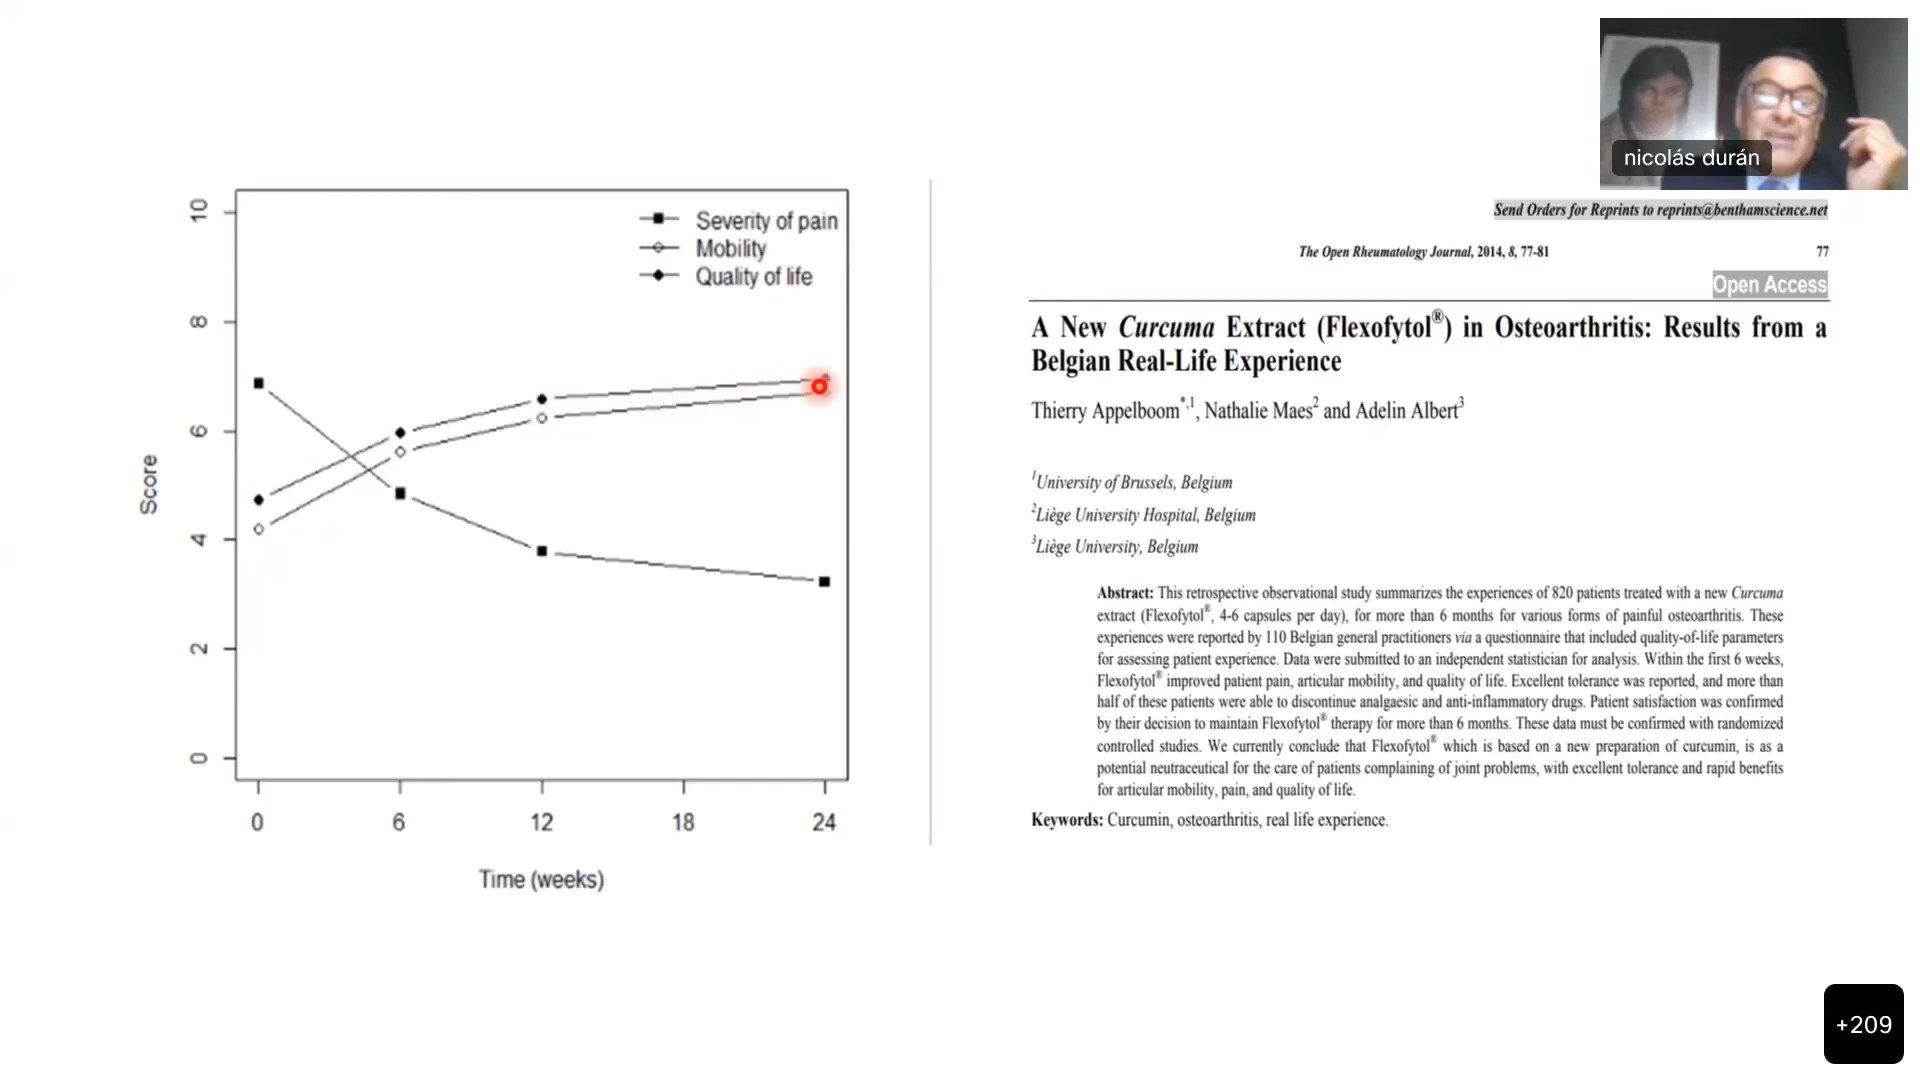 nicolás durán
10
8
6
4
2
0
Score
Severity of pain
Mobility
Quality of life
0 6 12 18 24
Time (weeks)
Send Orders for Reprints to reprints@benthamscience.net
The Open Rheumatology Journal, 2014, 8, 77-81 77
Open Access
A New Curcuma Extract (Flexofytol®) in Osteoarthritis: Results from a
Belgian Real-Life Experience
Thierry Appelboom*,1, Nathalie Maes2 and Adelin Albert3
1University of Brussels, Belgium
2Liège University Hospital, Belgium
3Liège University, Belgium
Abstract: This retrospective observational study summarizes the experiences of 820 patients treated with a new Curcuma
extract (Flexofytol®, 4-6 capsules per day), for more than 6 months for various forms of painful osteoarthritis. These
experiences were reported by 110 Belgian general practitioners via a questionnaire that included quality-of-life parameters
for assessing patient experience. Data were submitted to an independent statistician for analysis. Within the first 6 weeks,
Flexofytol® improved patient pain, articular mobility, and quality of life. Excellent tolerance was reported, and more than
half of these patients were able to discontinue analgaesic and anti-inflammatory drugs. Patient satisfaction was confirmed
by their decision to maintain Flexofytol® therapy for more than 6 months. These data must be confirmed with randomized
controlled studies. We currently conclude that Flexofytol® which is based on a new preparation of curcumin, is as a
potential neutraceutical for the care of patients complaining of joint problems, with excellent tolerance and rapid benefits
for articular mobility, pain, and quality of life.
Keywords: Curcumin, osteoarthritis, real life experience.
+209